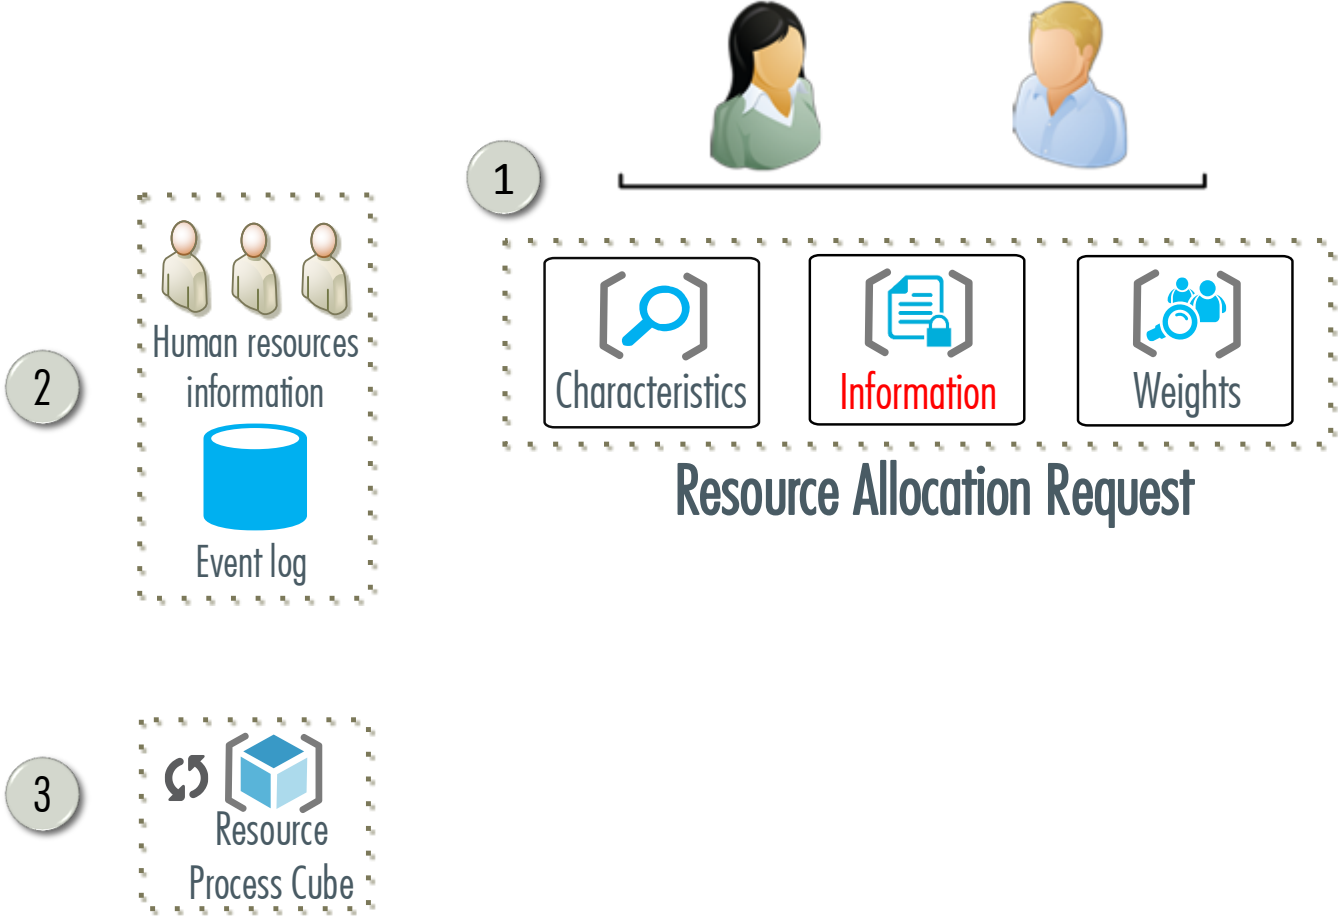 1
Characteristics
Information
Weights
Resource Allocation Request
2
Human resources
information
Event log
3
Resource
Process Cube